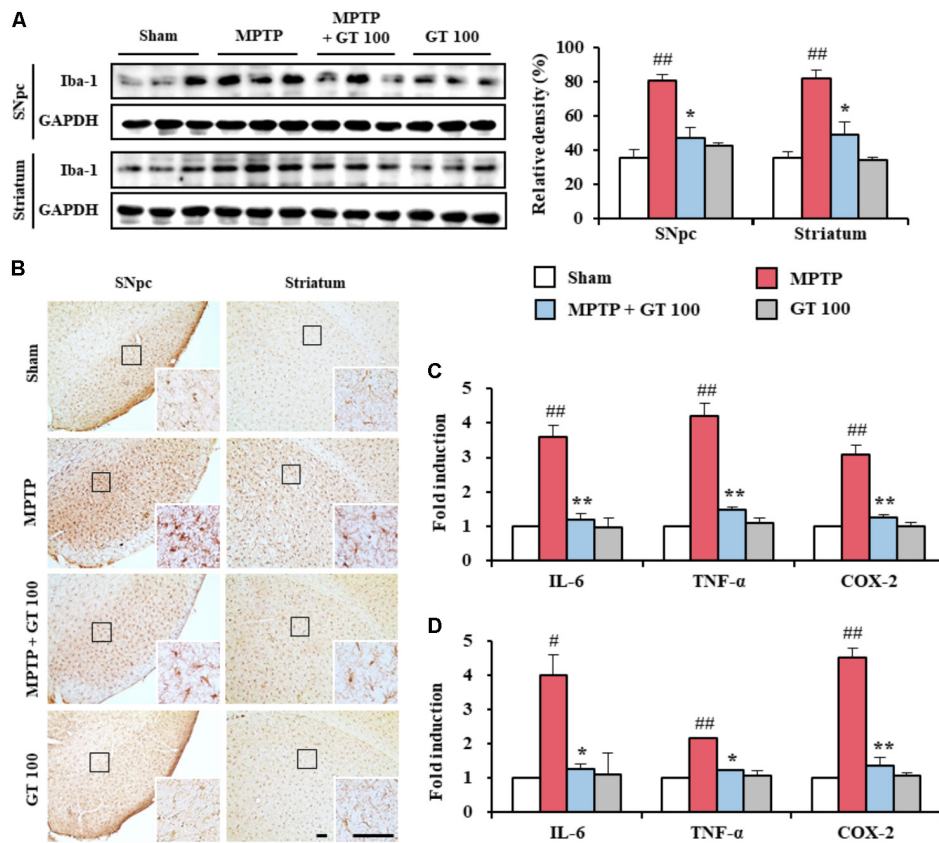 A
Sham
MPTP
MPTP
+ GT 100
GT 100
SNpc
Iba-1
GAPDH
Striatum
Iba-1
GAPDH
Relative density (%)
100
80
60
40
20
0
##
*
##
*
SNpc
Striatum
Sham
MPTP
MPTP + GT 100
GT 100
B
SNpc
Striatum
Sham
MPTP
MPTP + GT 100
GT 100
C
Fold induction
5
4
3
2
1
0
##
**
##
**
##
**
IL-6
TNF-α
COX-2
D
Fold induction
5
4
3
2
1
0
#
*
##
*
##
**
IL-6
TNF-α
COX-2